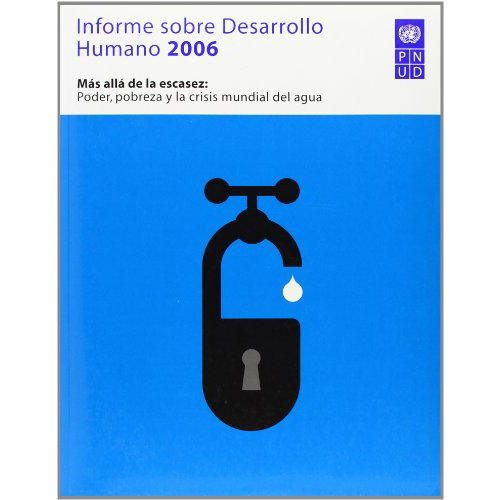 Informe sobre Desarrollo
Humano 2006
Más allá de la escasez:
Poder, pobreza y la crisis mundial del agua
P N
U D